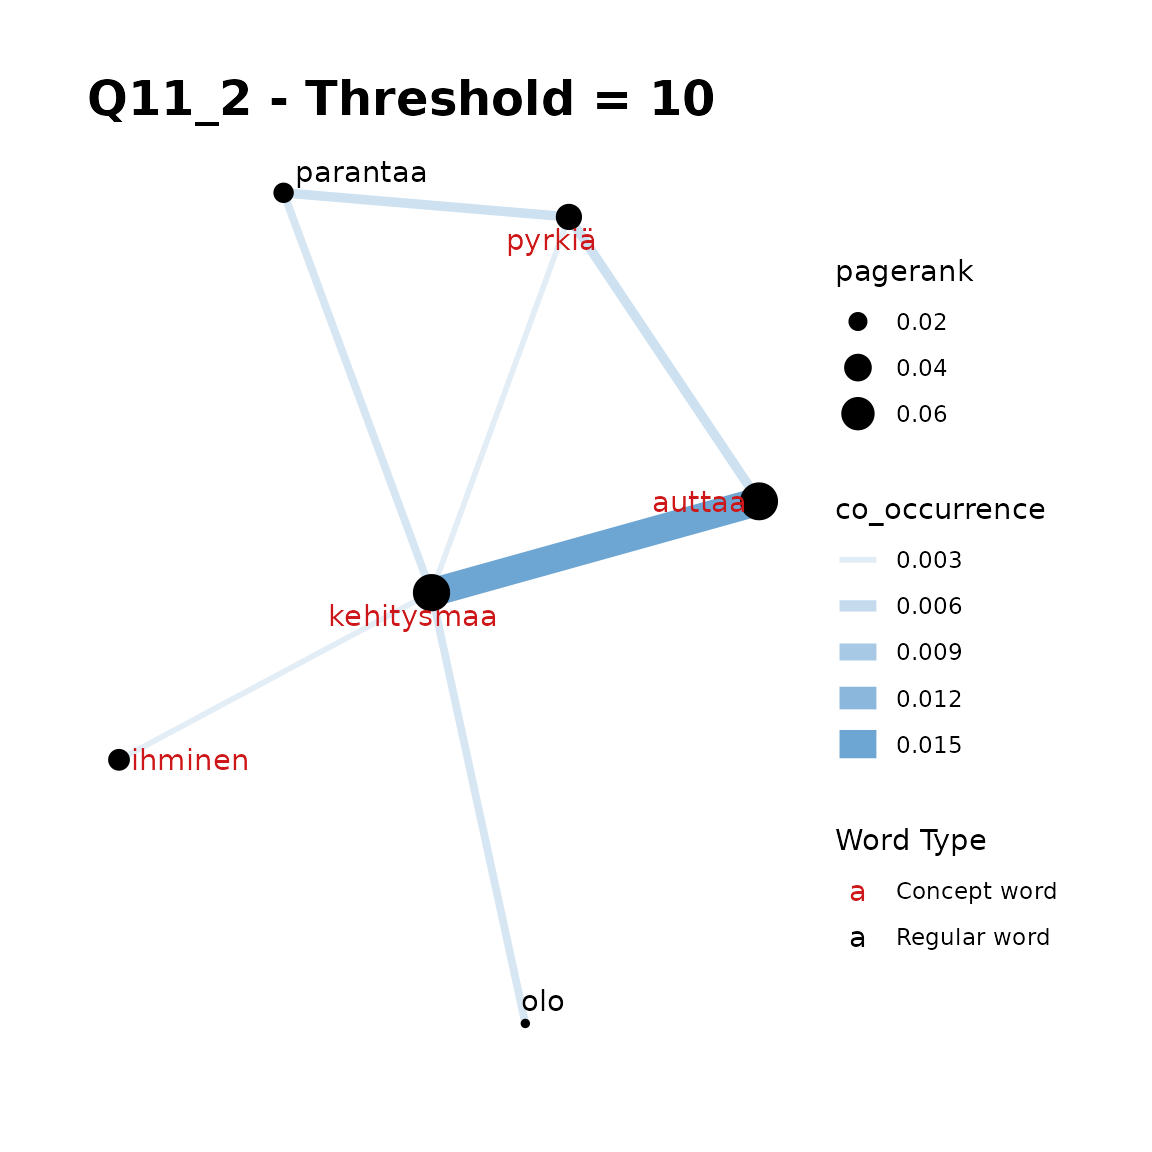 Q11_2 - Threshold = 10
parantaa
pyrkiä
auttaa
kehitysmaa
ihminen
olo
pagerank
0.02
0.04
0.06
co_occurrence
0.003
0.006
0.009
0.012
0.015
Word Type
a Concept word
a Regular word